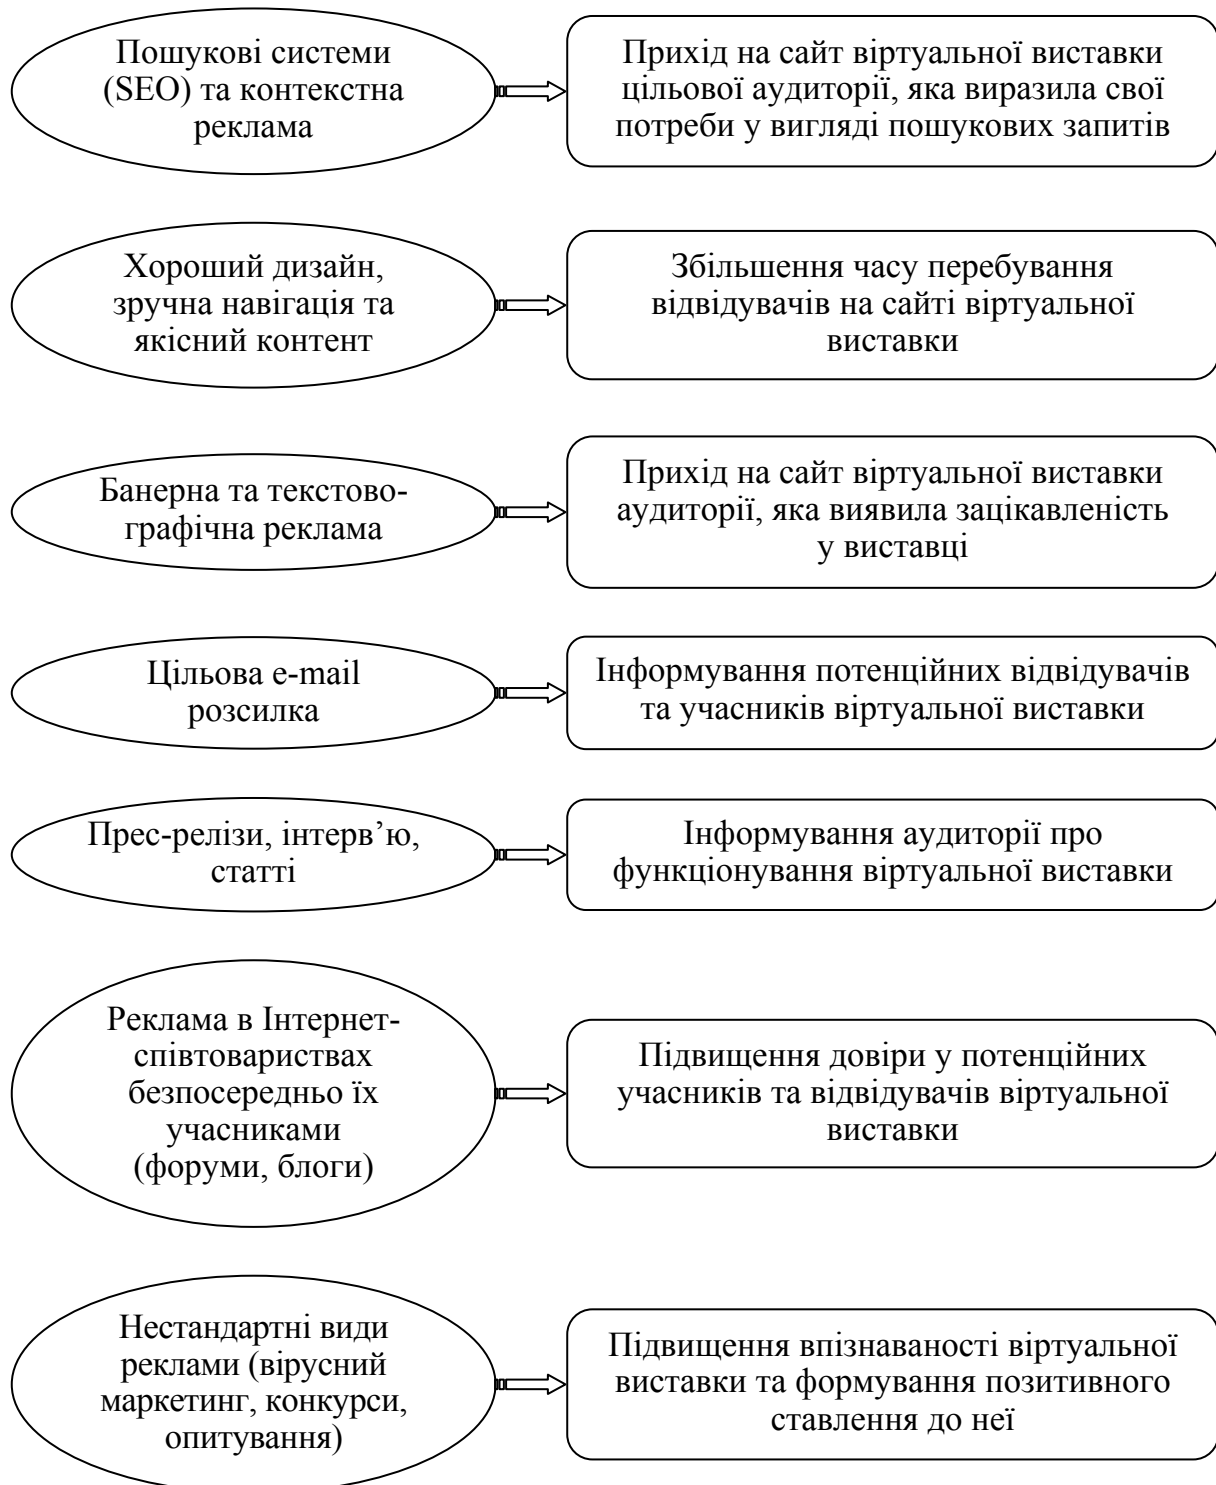 Пошукові системи
(SEO) та контекстна
реклама
Прихід на сайт віртуальної виставки
цільової аудиторії, яка виразила свої
потреби у вигляді пошукових запитів
Хороший дизайн,
зручна навігація та
якісний контент
Збільшення часу перебування
відвідувачів на сайті віртуальної
виставки
Банерна та текстово-
графічна реклама
Прихід на сайт віртуальної виставки
аудиторії, яка виявила зацікавленість
у виставці
Цільова e-mail
розсилка
Інформування потенційних відвідувачів
та учасників віртуальної виставки
Прес-релізи, інтерв’ю,
статті
Інформування аудиторії про
функціонування віртуальної виставки
Реклама в Інтернет-
співтовариствах
безпосередньо їх
учасниками
(форуми, блоги)
Підвищення довіри у потенційних
учасників та відвідувачів віртуальної
виставки
Нестандартні види
реклами (вірусний
маркетинг, конкурси,
опитування)
Підвищення впізнаваності віртуальної
виставки та формування позитивного
ставлення до неї